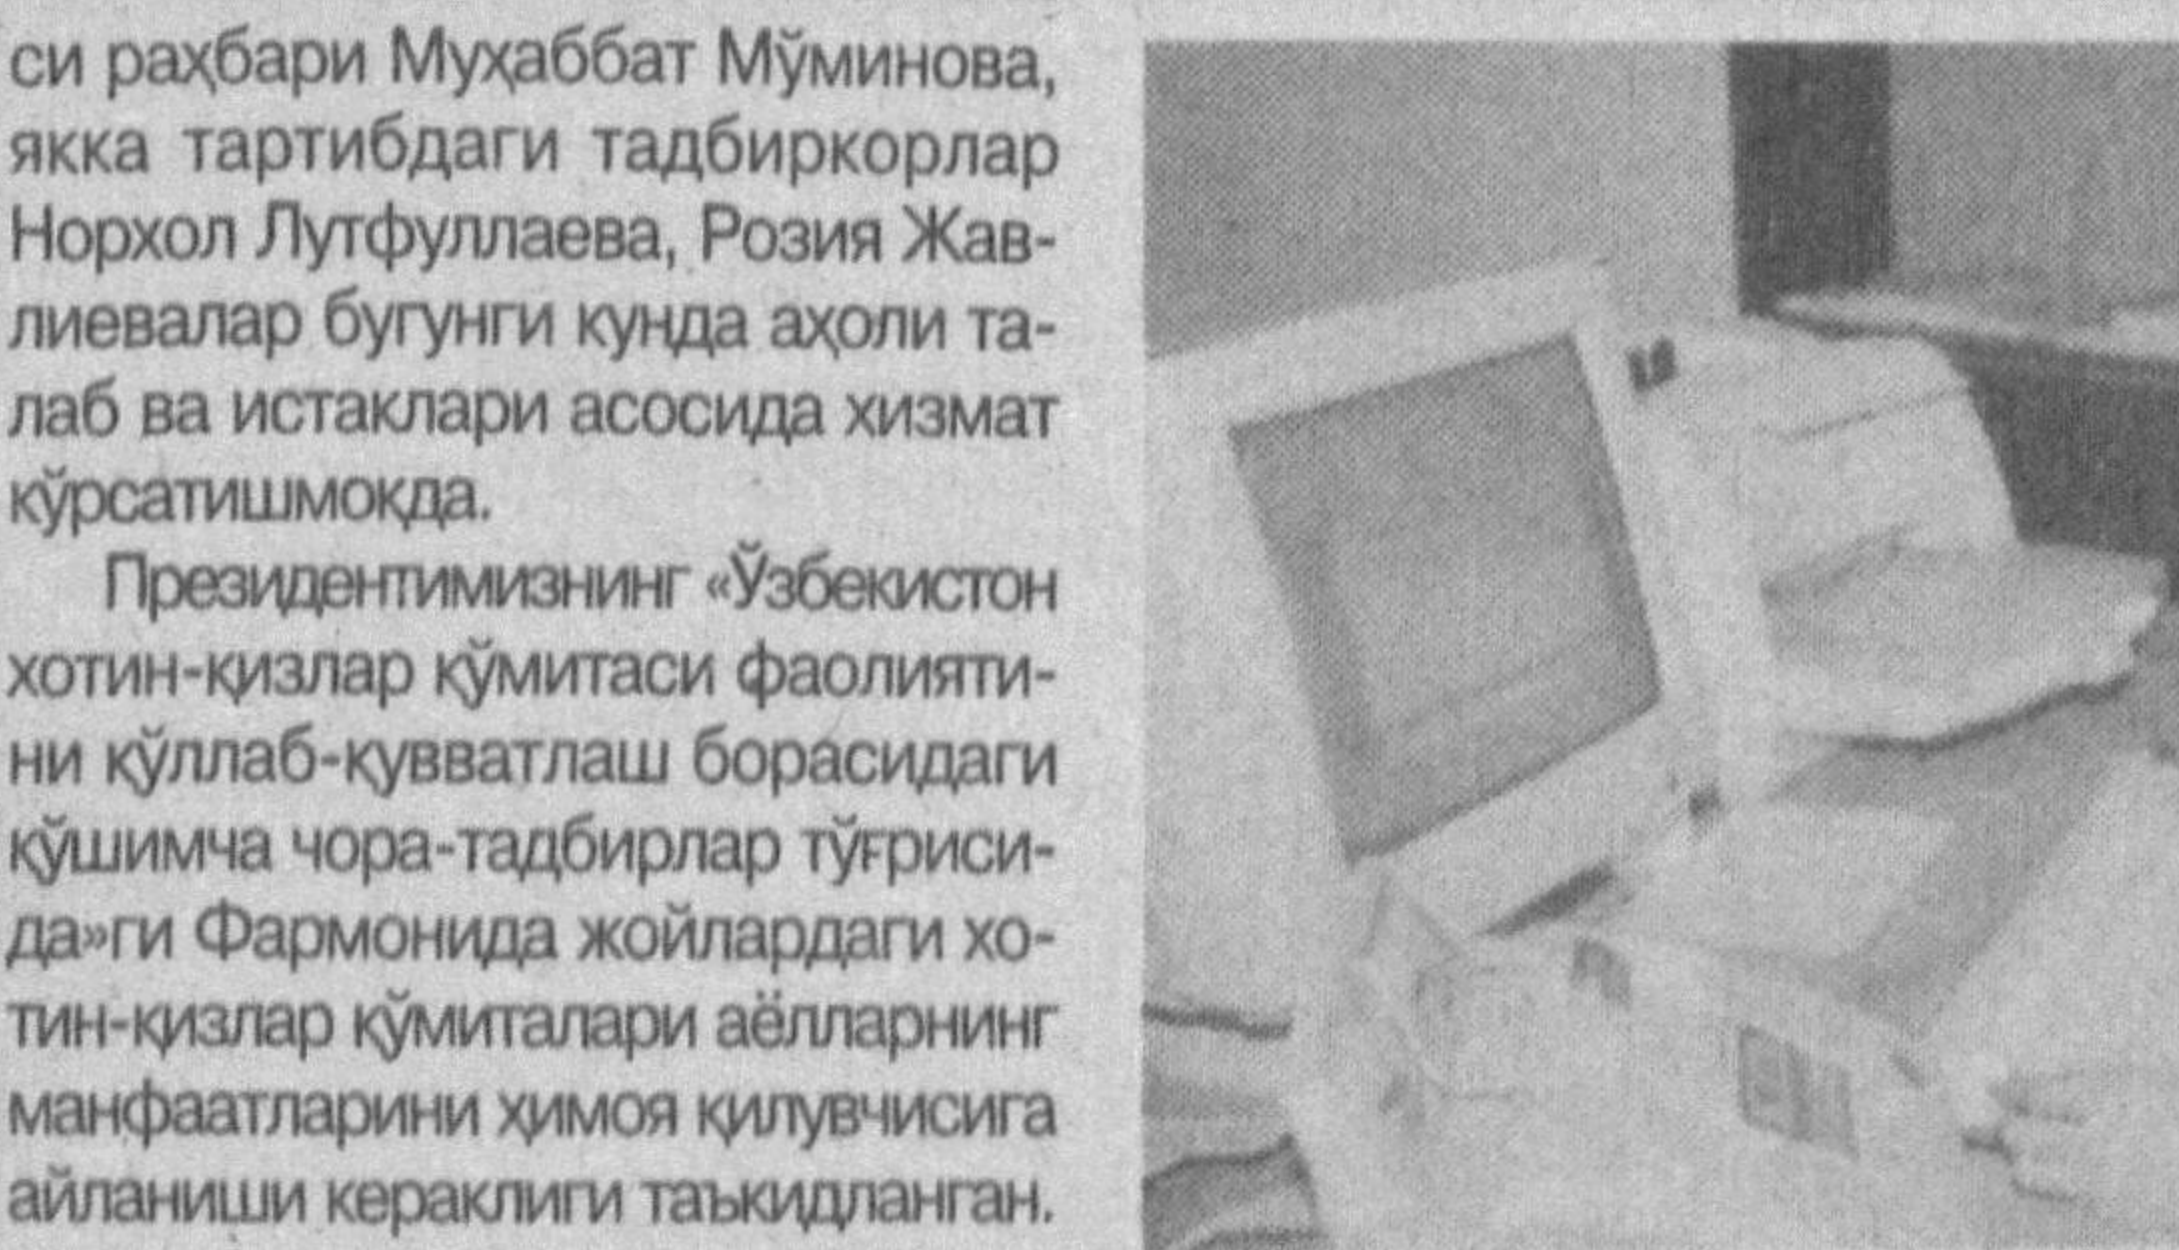 си раҳбари Муҳаббат Мўминова,
якка тартибдаги тадбиркорлар
Норхол Лутфуллаева, Розия Жав-
лиевалар бугунги кунда аҳоли та-
лаб ва истаклари асосида хизмат
кўрсатишмоқда.
Президентимизнинг «Ўзбекистон
хотин-қизлар қўмитаси фаолияти-
ни қўллаб-қувватлаш борасидаги
қўшимча чора-тадбирлар тўғриси-
да»ги Фармонида жойлардаги хо-
тин-қизлар қўмиталари аёлларнинг
манфаатларини ҳимоя қилувчисига
айланиши кераклиги таъкидланган.